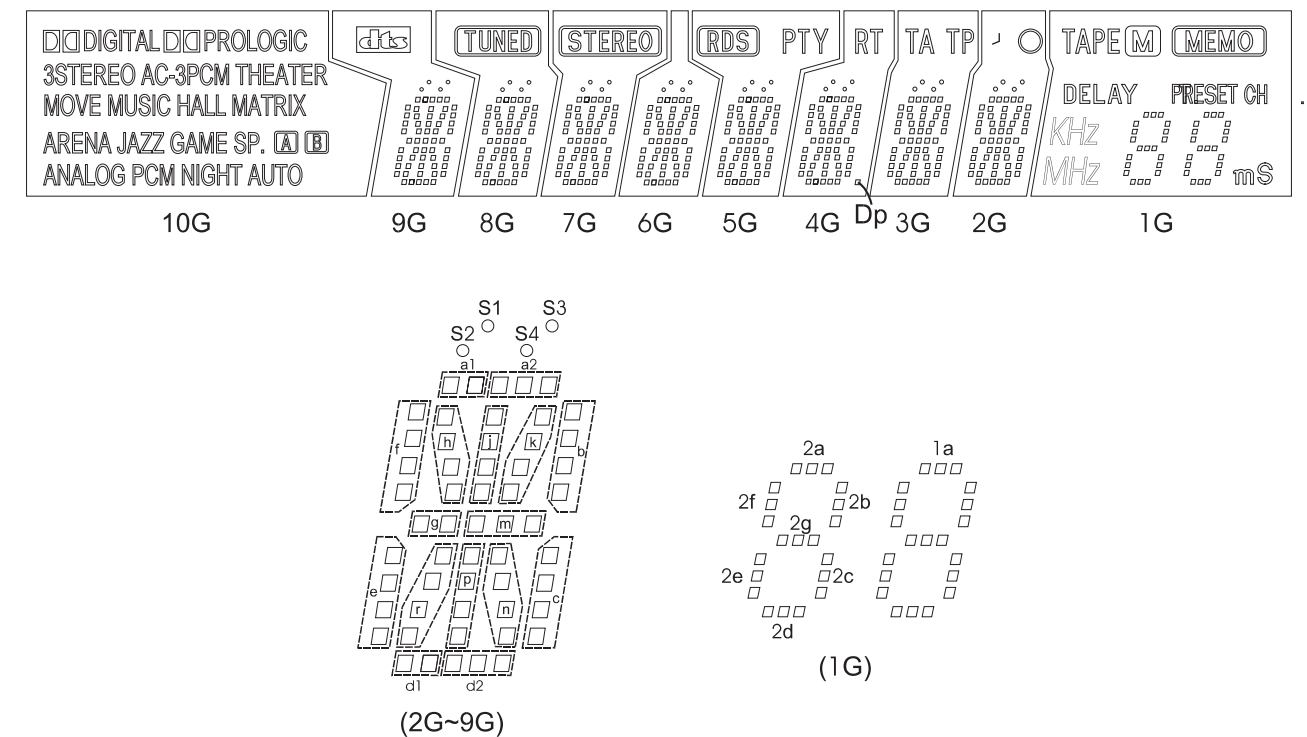 DIGITAL PROLOGIC
3STEREO AC-3PCM THEATER
MOVE MUSIC HALL MATRIX
ARENA JAZZ GAME SP. A B
ANALOG PCM NIGHT AUTO
dts
TUNED
STEREO
RDS
PTY
RT
TA TP
TAPE M MEMO
DELAY PRESET CH
KHz
MHz
mS
Dp
10G 9G 8G 7G 6G 5G 4G 3G 2G 1G
S1 S3
S2 S4
a1 a2
f h j k b
g m
e r p n c
d1 d2
(2G~9G)
2a 1a
2f 2b
2g
2e 2c
2d
(1G)